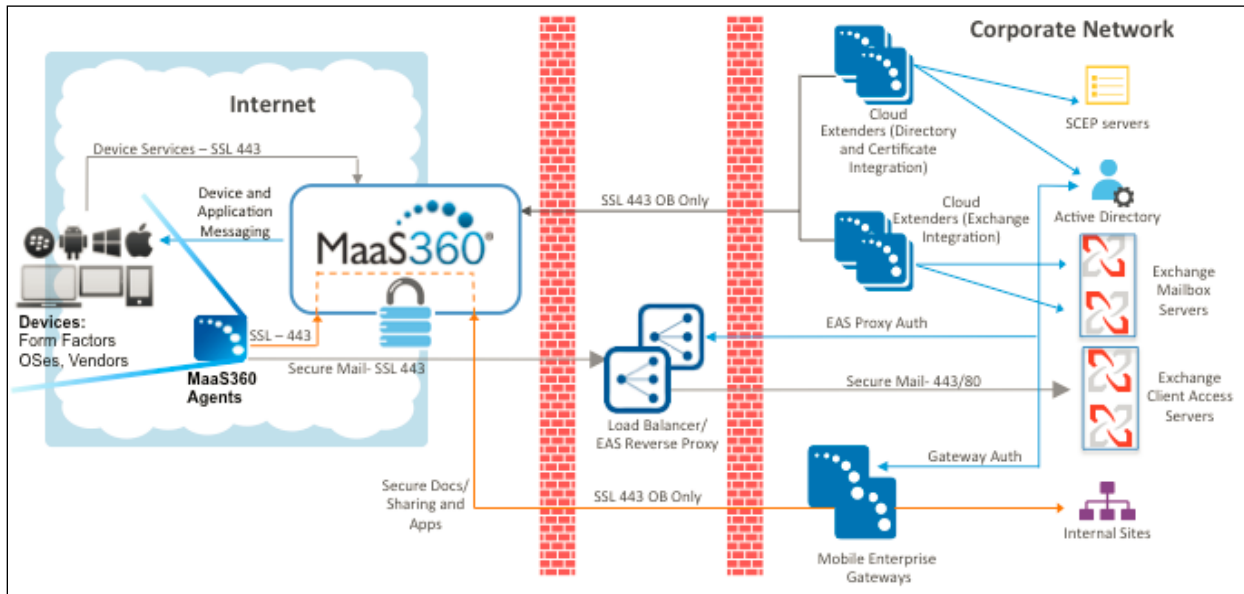 Corporate Network
Internet
Device Services – SSL 443
Device and
Application
Messaging
MaaS360®
Devices:
Form Factors
OSes, Vendors
MaaS360
Agents
SSL – 443
Secure Mail- SSL 443
Secure Docs/
Sharing and
Apps
SSL 443 OB Only
Load Balancer/
EAS Reverse Proxy
SSL 443 OB Only
Cloud
Extenders (Directory
and Certificate
Integration)
Cloud
Extenders (Exchange
Integration)
EAS Proxy Auth
Secure Mail- 443/80
Gateway Auth
Mobile Enterprise
Gateways
SCEP servers
Active Directory
Exchange
Mailbox
Servers
Exchange
Client Access
Servers
Internal Sites